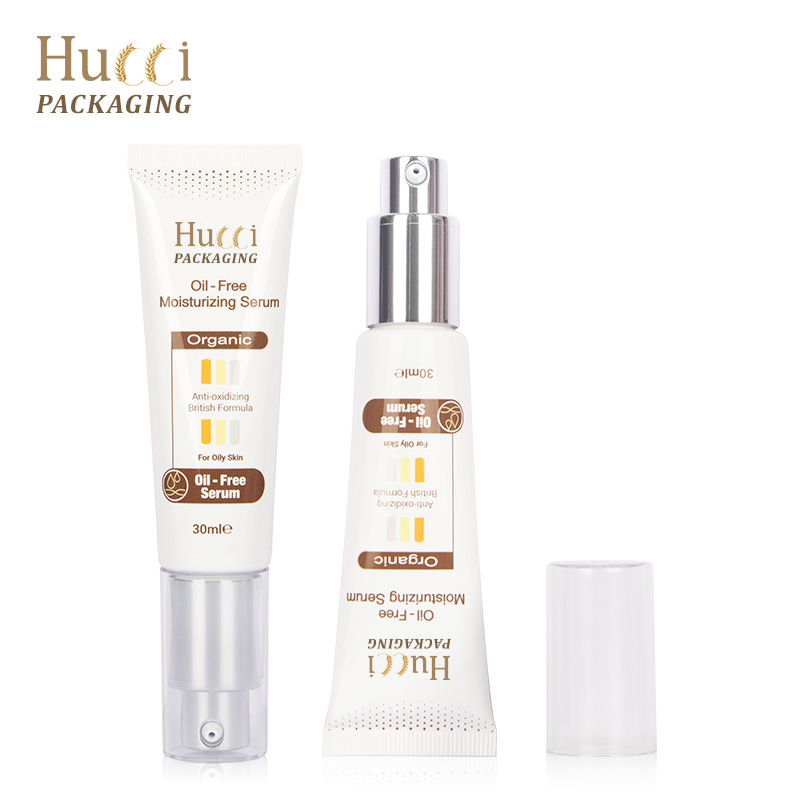 Hucci
PACKAGING
Hucci
PACKAGING
Oil-Free
Moisturizing Serum
Organic
Anti-oxidizing
British Formula
For Oily Skin
Oil-Free
Serum
30ml℮
Hucci
PACKAGING
Oil-Free
Moisturizing Serum
Organic
Anti-oxidizing
British Formula
For Oily Skin
Oil-Free
Serum
30ml℮